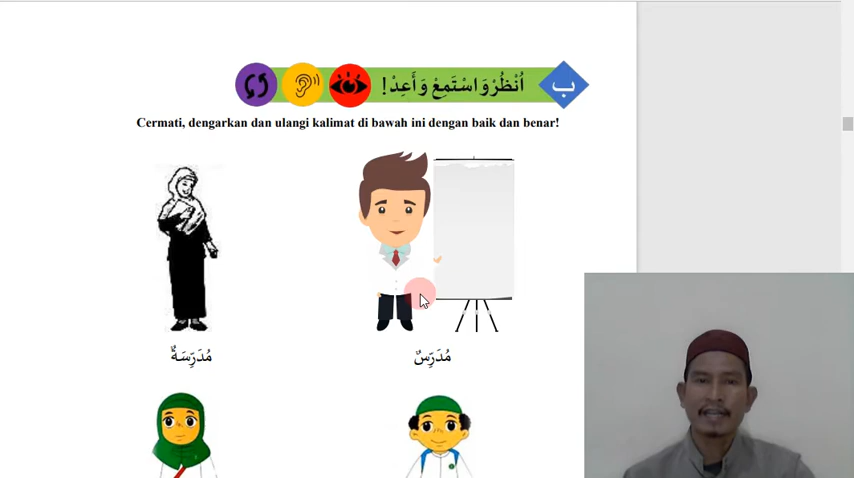 ب
اُنْظُرْ وَاسْتَمِعْ وَأَعِدْ!
Cermati, dengarkan dan ulangi kalimat di bawah ini dengan baik dan benar!
مُدَرِّسٌ
مُدَرِّسَةٌ